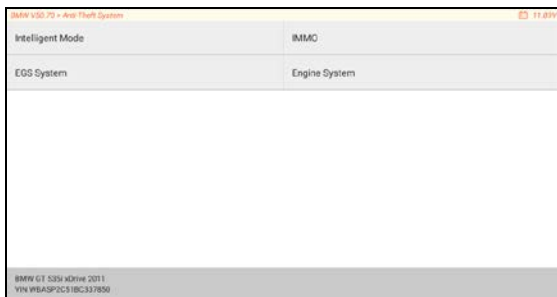 BMW V50.70 > Anti Theft System 11.89V
Intelligent Mode IMMO
EGS System Engine System
BMW GT 535i xDrive 2011
VIN WBASP2C51BC337850